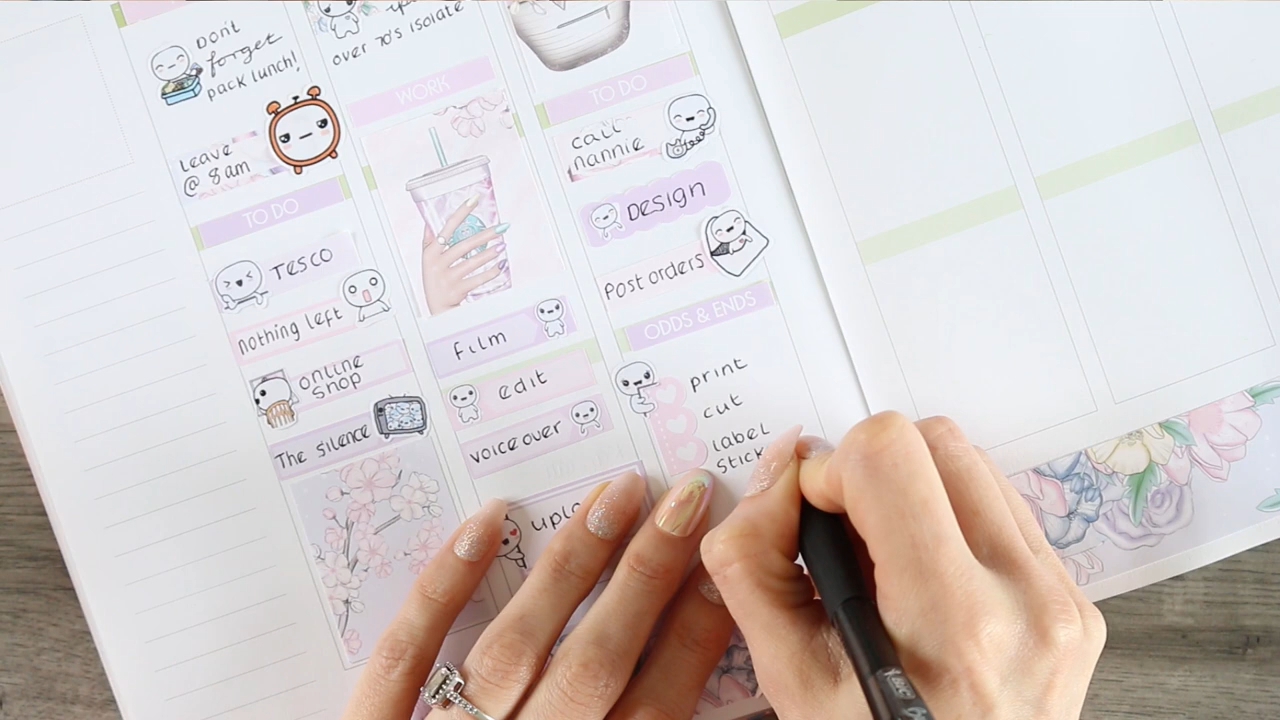 Don't
forget
pack lunch!
Leave
@ 8am
TO DO
TESCO
nothing left
online
shop
The silence
over 70's isolate
WORK
film
edit
voice over
uplo
TO DO
call
nannie
DESIGN
Post orders
ODDS & ENDS
print
cut
label
stick